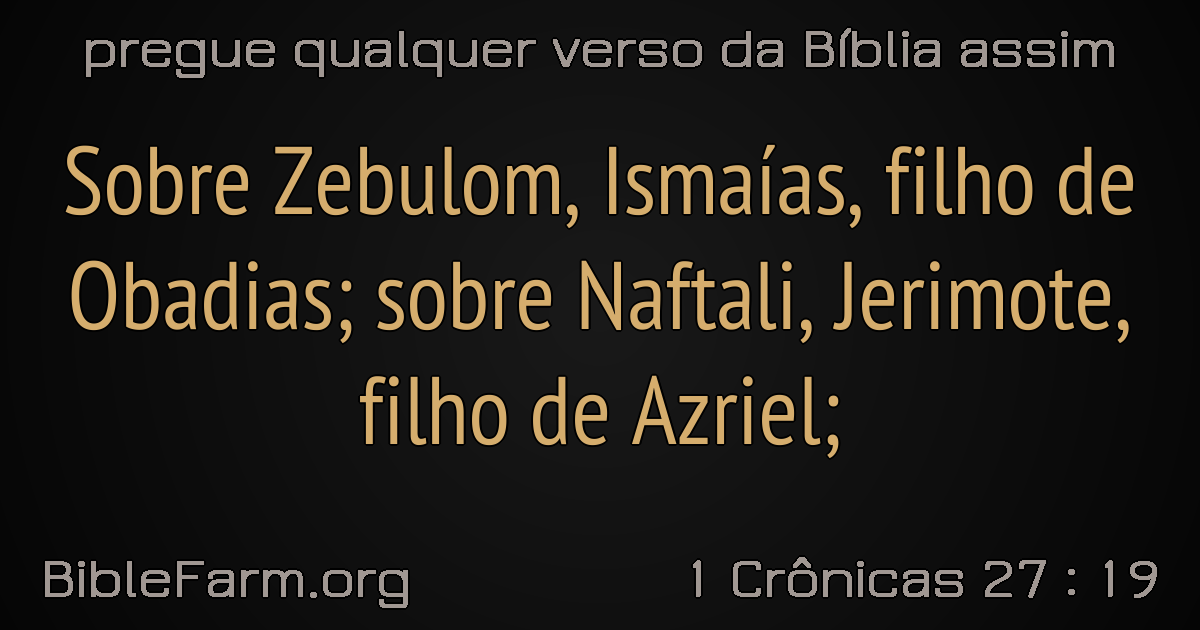 pregue qualquer verso da Bíblia assim
Sobre Zebulom, Ismaías, filho de
Obadias; sobre Naftali, Jerimote,
filho de Azriel;
BibleFarm.org
1 Crônicas 27 : 19